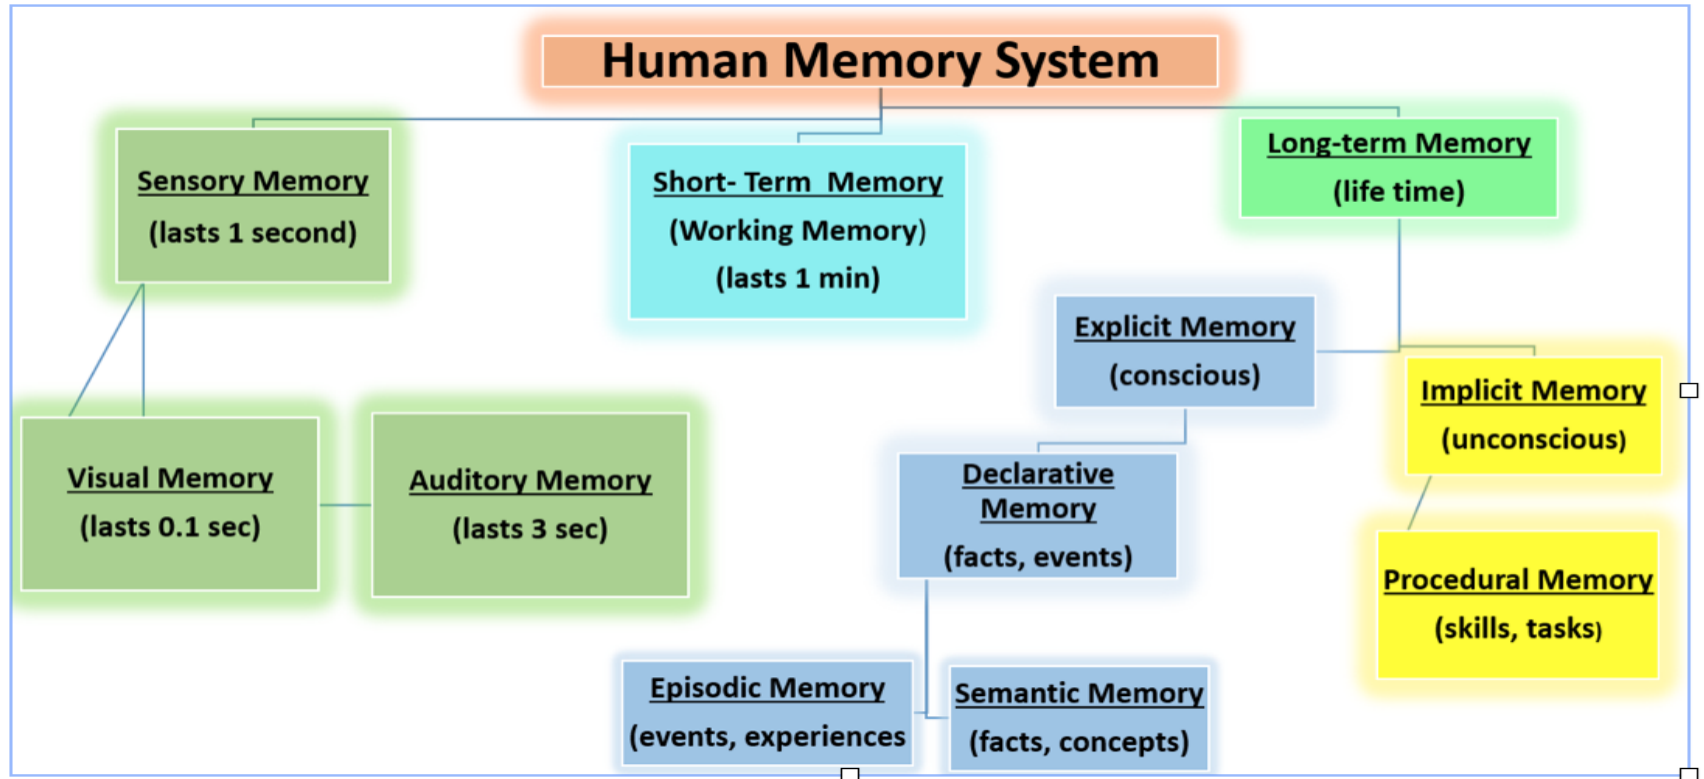 Human Memory System
Sensory Memory
(lasts 1 second)
Short- Term  Memory
(Working Memory)
(lasts 1 min)
Long-term Memory
(life time)
Explicit Memory
(conscious)
Implicit Memory
(unconscious)
Visual Memory
(lasts 0.1 sec)
Auditory Memory
(lasts 3 sec)
Declarative
Memory
(facts, events)
Procedural Memory
(skills, tasks)
Episodic Memory
(events, experiences
Semantic Memory
(facts, concepts)